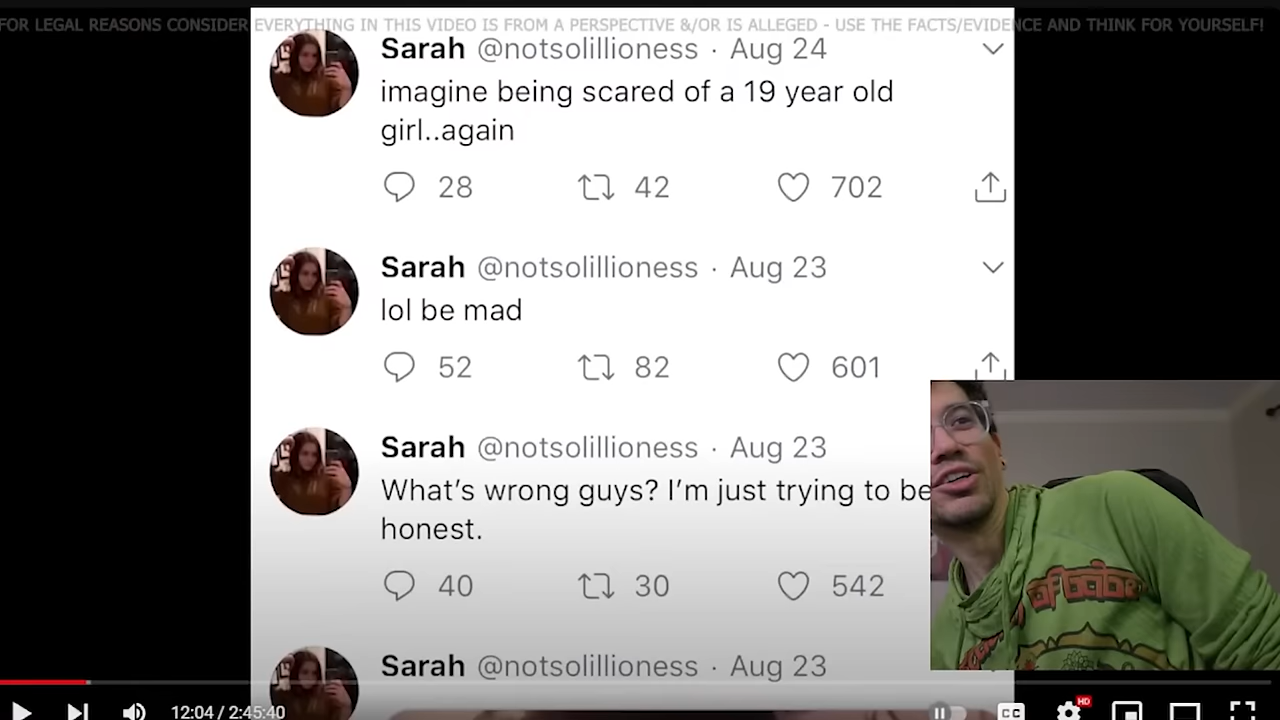 FOR LEGAL REASONS CONSIDER EVERYTHING IN THIS VIDEO IS FROM A PERSPECTIVE &/OR IS ALLEGED - USE THE FACTS/EVIDENCE AND THINK FOR YOURSELF!
Sarah @notsolillioness · Aug 24
imagine being scared of a 19 year old
girl..again
28 42 702
Sarah @notsolillioness · Aug 23
lol be mad
52 82 601
Sarah @notsolillioness · Aug 23
What's wrong guys? I'm just trying to be
honest.
40 30 542
Sarah @notsolillioness · Aug 23
12:04 / 2:45:40
CC
HD